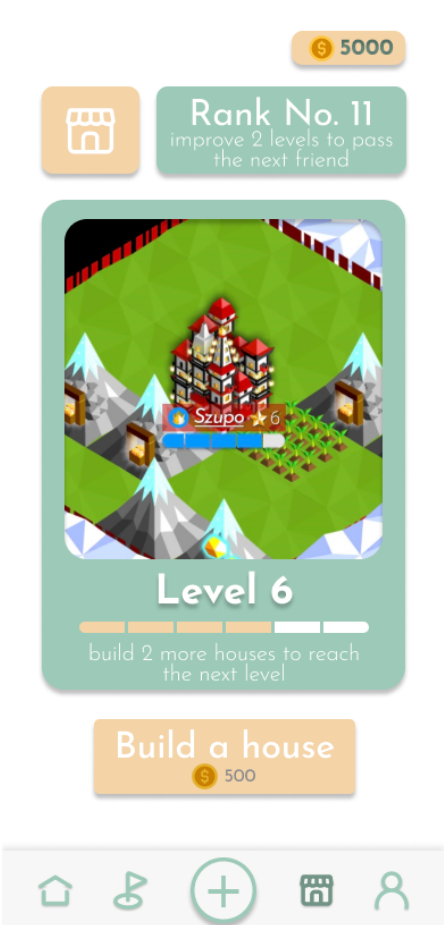 5000
Rank No. 11
improve 2 levels to pass
the next friend
Szupo 6
Level 6
build 2 more houses to reach
the next level
Build a house
500